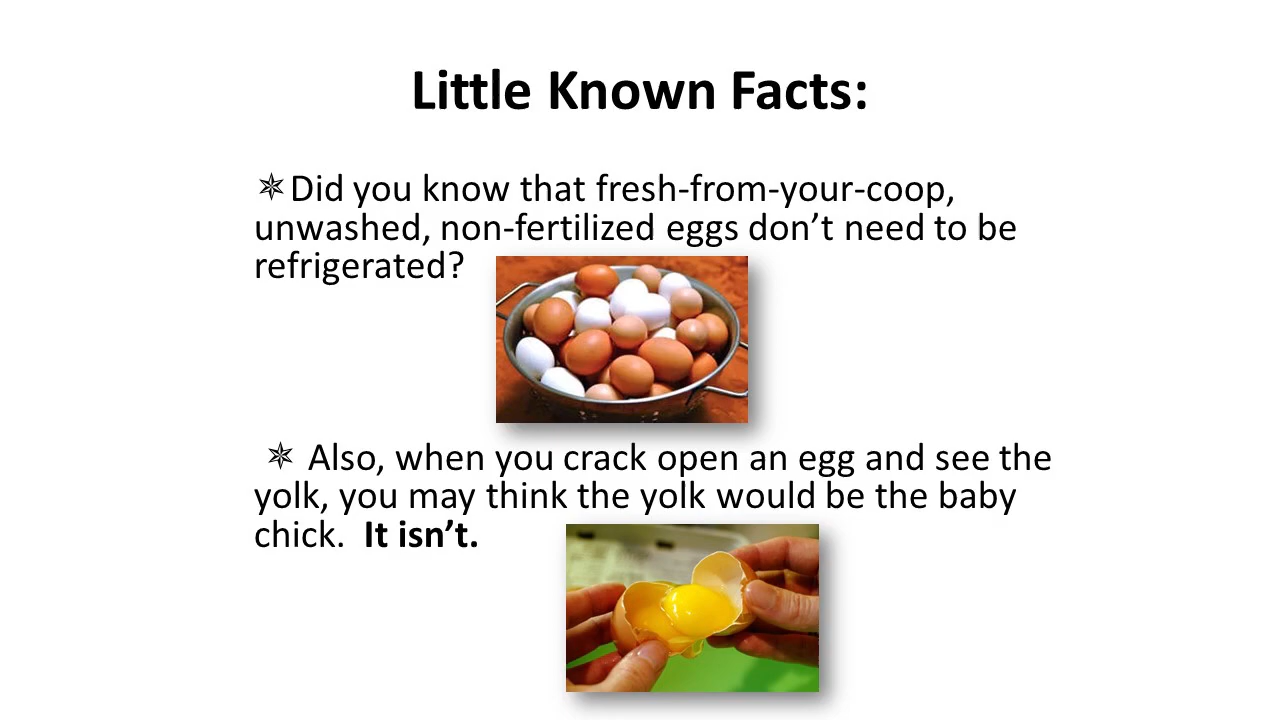 Little Known Facts:
✵Did you know that fresh-from-your-coop,
unwashed, non-fertilized eggs don’t need to be
refrigerated?
✵ Also, when you crack open an egg and see the
yolk, you may think the yolk would be the baby
chick.  It isn’t.